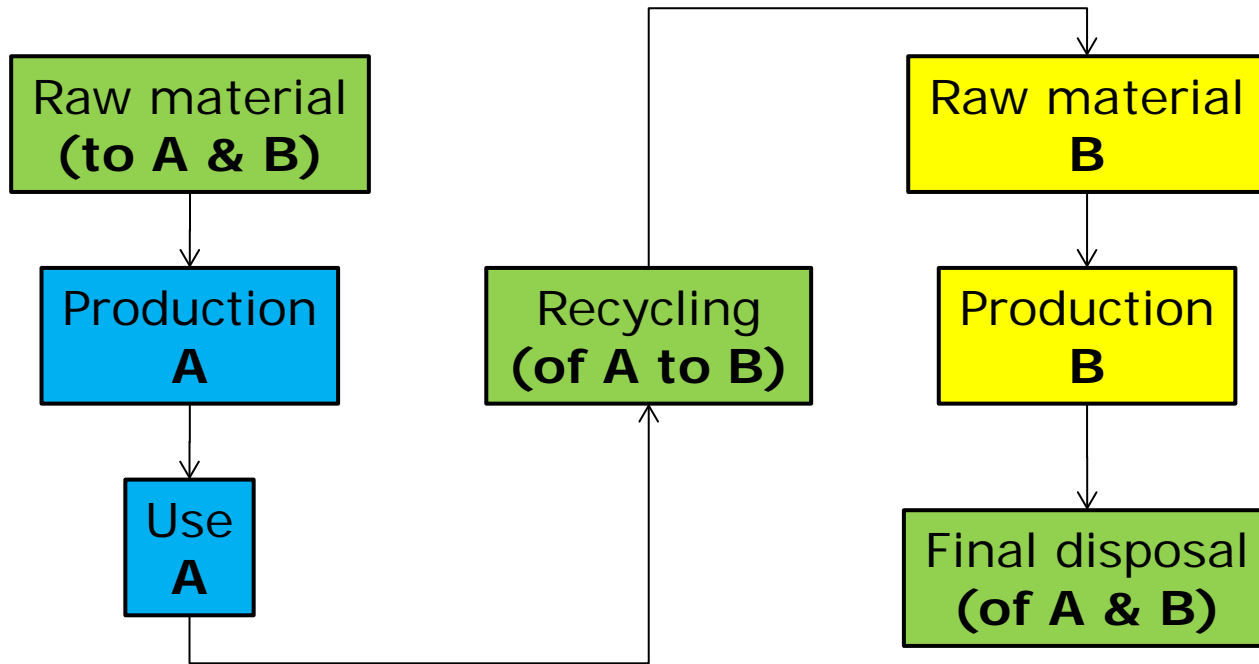 Raw material
(to A & B)
Production
A
Use
A
Recycling
(of A to B)
Raw material
B
Production
B
Final disposal
(of A & B)